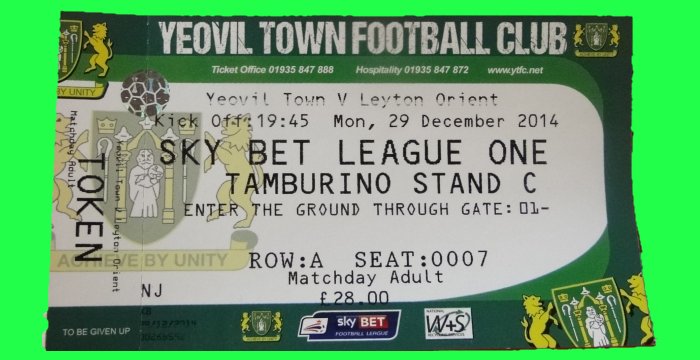 YEOVIL TOWN FOOTBALL CLUB
Ticket Office 01935 847 888 Hospitality 01935 847 872 www.ytfc.net
BY UNITY
Yeovil Town V Leyton Orient
Kick Off:19:45 Mon, 29 December 2014
SKY BET LEAGUE ONE
TAMBURINO STAND C
ENTER THE GROUND THROUGH GATE: 01-
ACHIEVE BY UNITY
ROW:A SEAT:0007
Matchday Adult
£28.00
NJ
Matchday Adult
TOKEN
Yeovil Town V Leyton Orient
TO BE GIVEN UP
sky BET
FOOTBALL LEAGUE
W+S